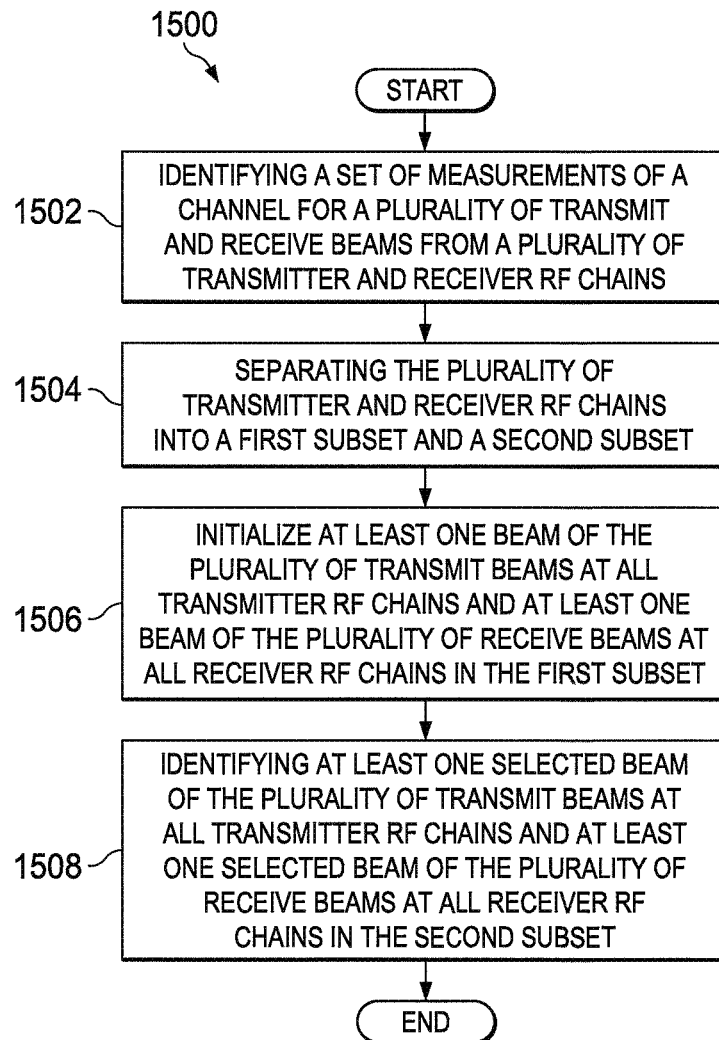 1500
START
1502
IDENTIFYING A SET OF MEASUREMENTS OF A
CHANNEL FOR A PLURALITY OF TRANSMIT
AND RECEIVE BEAMS FROM A PLURALITY OF
TRANSMITTER AND RECEIVER RF CHAINS
1504
SEPARATING THE PLURALITY OF
TRANSMITTER AND RECEIVER RF CHAINS
INTO A FIRST SUBSET AND A SECOND SUBSET
1506
INITIALIZE AT LEAST ONE BEAM OF THE
PLURALITY OF TRANSMIT BEAMS AT ALL
TRANSMITTER RF CHAINS AND AT LEAST ONE
BEAM OF THE PLURALITY OF RECEIVE BEAMS AT
ALL RECEIVER RF CHAINS IN THE FIRST SUBSET
1508
IDENTIFYING AT LEAST ONE SELECTED BEAM
OF THE PLURALITY OF TRANSMIT BEAMS AT
ALL TRANSMITTER RF CHAINS AND AT LEAST
ONE SELECTED BEAM OF THE PLURALITY OF
RECEIVE BEAMS AT ALL RECEIVER RF
CHAINS IN THE SECOND SUBSET
END